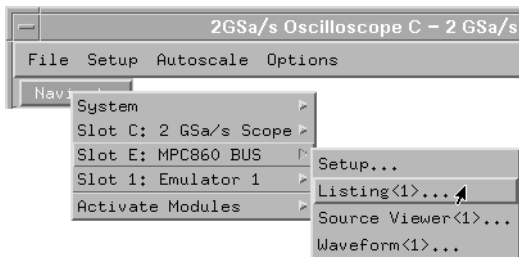 2GSa/s Oscilloscope C – 2 GSa/s
File Setup Autoscale Options
System
Slot C: 2 GSa/s Scope
Slot E: MPC860 BUS
Slot 1: Emulator 1
Activate Modules
Setup...
Listing<1>...
Source Viewer<1>...
Waveform<1>...